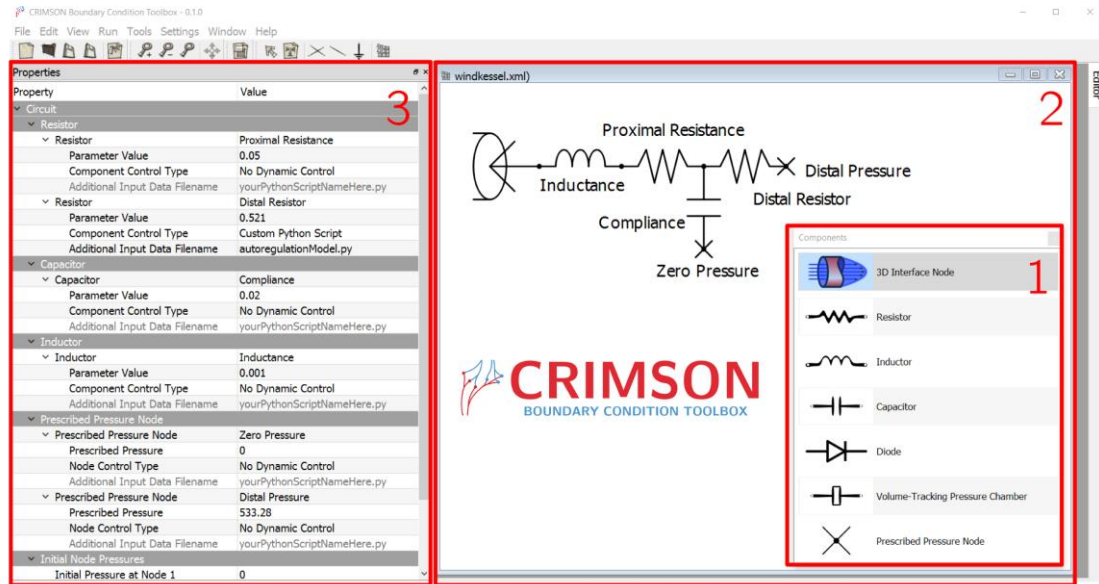 CRIMSON Boundary Condition Toolbox - 0.1.0
File Edit View Run Tools Settings Window Help
Properties
3
Property Value
Circuit
Resistor
Resistor Proximal Resistance
Parameter Value 0.05
Component Control Type No Dynamic Control
Additional Input Data Filename yourPythonScriptNameHere.py
Resistor Distal Resistor
Parameter Value 0.521
Component Control Type Custom Python Script
Additional Input Data Filename autoregulationModel.py
Capacitor
Capacitor Compliance
Parameter Value 0.02
Component Control Type No Dynamic Control
Additional Input Data Filename yourPythonScriptNameHere.py
Inductor
Inductor Inductance
Parameter Value 0.001
Component Control Type No Dynamic Control
Additional Input Data Filename yourPythonScriptNameHere.py
Prescribed Pressure Node
Prescribed Pressure Node Zero Pressure
Prescribed Pressure 0
Node Control Type No Dynamic Control
Additional Input Data Filename yourPythonScriptNameHere.py
Prescribed Pressure Node Distal Pressure
Prescribed Pressure 533.28
Node Control Type No Dynamic Control
Additional Input Data Filename yourPythonScriptNameHere.py
Initial Node Pressures
Initial Pressure at Node 1 0
windkessel.xml)
2
Editor
Proximal Resistance
Distal Pressure
Inductance
Distal Resistor
Compliance
Zero Pressure
CRIMSON
BOUNDARY CONDITION TOOLBOX
Components
1
3D Interface Node
Resistor
Inductor
Capacitor
Diode
Volume-Tracking Pressure Chamber
Prescribed Pressure Node